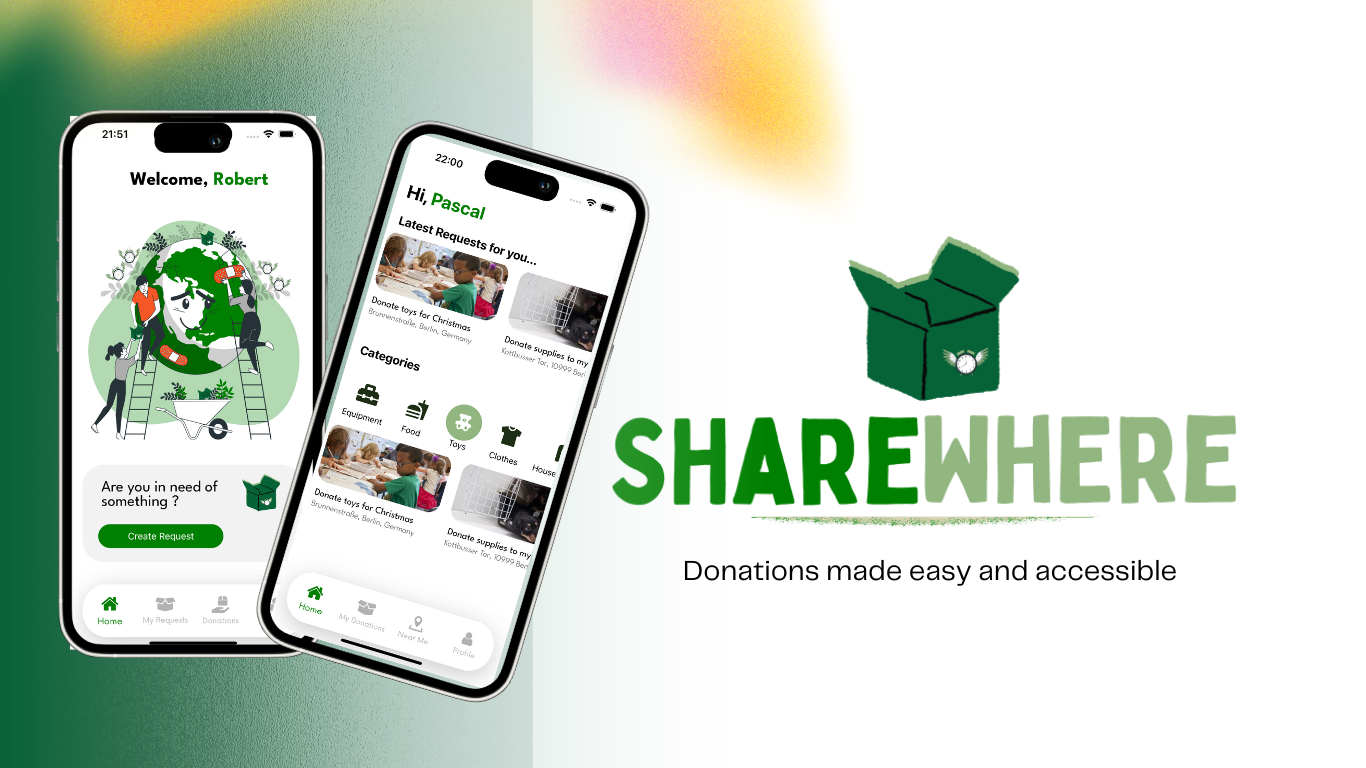 21:51
Welcome, Robert
Are you in need of
something ?
Create Request
Home
My Requests
Donations
22:00
Hi, Pascal
Latest Requests for you...
Donate toys for Christmas
Brunnenstraße, Berlin, Germany
Donate supplies to my
Kottbusser Tor, 10999 Ber
Categories
Equipment
Food
Toys
Clothes
House
Donate toys for Christmas
Brunnenstraße, Berlin, Germany
Donate supplies to my
Kottbusser Tor, 10999 Ber
Home
My Donations
Near Me
Profile
SHAREWHERE
Donations made easy and accessible